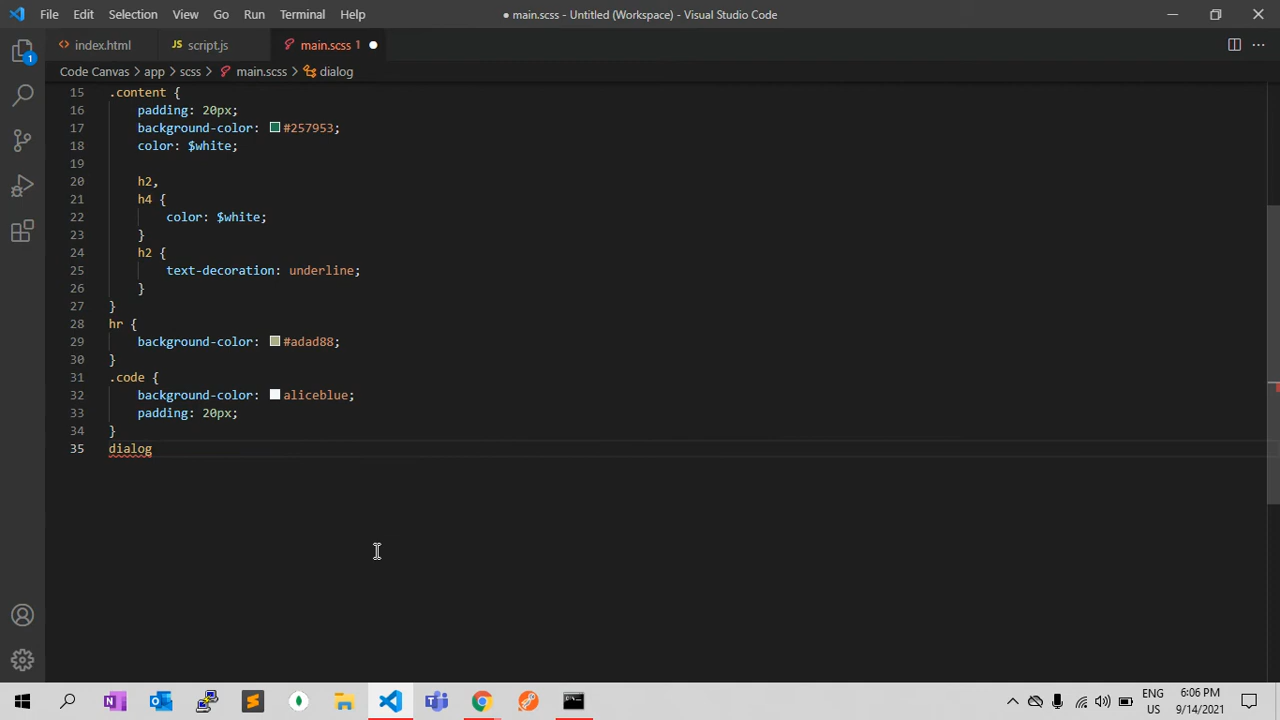 File Edit Selection View Go Run Terminal Help
● main.scss - Untitled (Workspace) - Visual Studio Code
index.html
JS script.js
main.scss 1
Code Canvas > app > scss > main.scss > dialog
15 .content {
16 padding: 20px;
17 background-color: #257953;
18 color: $white;
19
20 h2,
21 h4 {
22 color: $white;
23 }
24 h2 {
25 text-decoration: underline;
26 }
27 }
28 hr {
29 background-color: #adad88;
30 }
31 .code {
32 background-color: aliceblue;
33 padding: 20px;
34 }
35 dialog
1
ENG
US
6:06 PM
9/14/2021